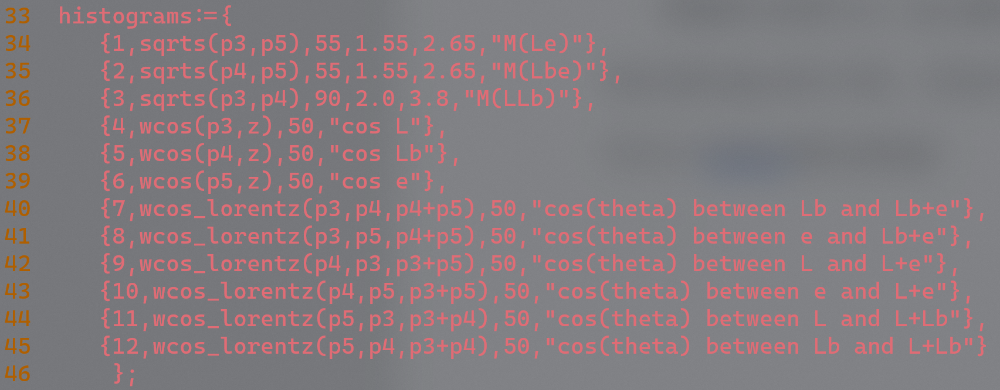 33 histograms:={
34 {1,sqrts(p3,p5),55,1.55,2.65,"M(Le)"},
35 {2,sqrts(p4,p5),55,1.55,2.65,"M(Lbe)"},
36 {3,sqrts(p3,p4),90,2.0,3.8,"M(LLb)"},
37 {4,wcos(p3,z),50,"cos L"},
38 {5,wcos(p4,z),50,"cos Lb"},
39 {6,wcos(p5,z),50,"cos e"},
40 {7,wcos_lorentz(p3,p4,p4+p5),50,"cos(theta) between Lb and Lb+e"},
41 {8,wcos_lorentz(p3,p5,p4+p5),50,"cos(theta) between e and Lb+e"},
42 {9,wcos_lorentz(p4,p3,p3+p5),50,"cos(theta) between L and L+e"},
43 {10,wcos_lorentz(p4,p5,p3+p5),50,"cos(theta) between e and L+e"},
44 {11,wcos_lorentz(p5,p3,p3+p4),50,"cos(theta) between L and L+Lb"},
45 {12,wcos_lorentz(p5,p4,p3+p4),50,"cos(theta) between Lb and L+Lb"}
46 };